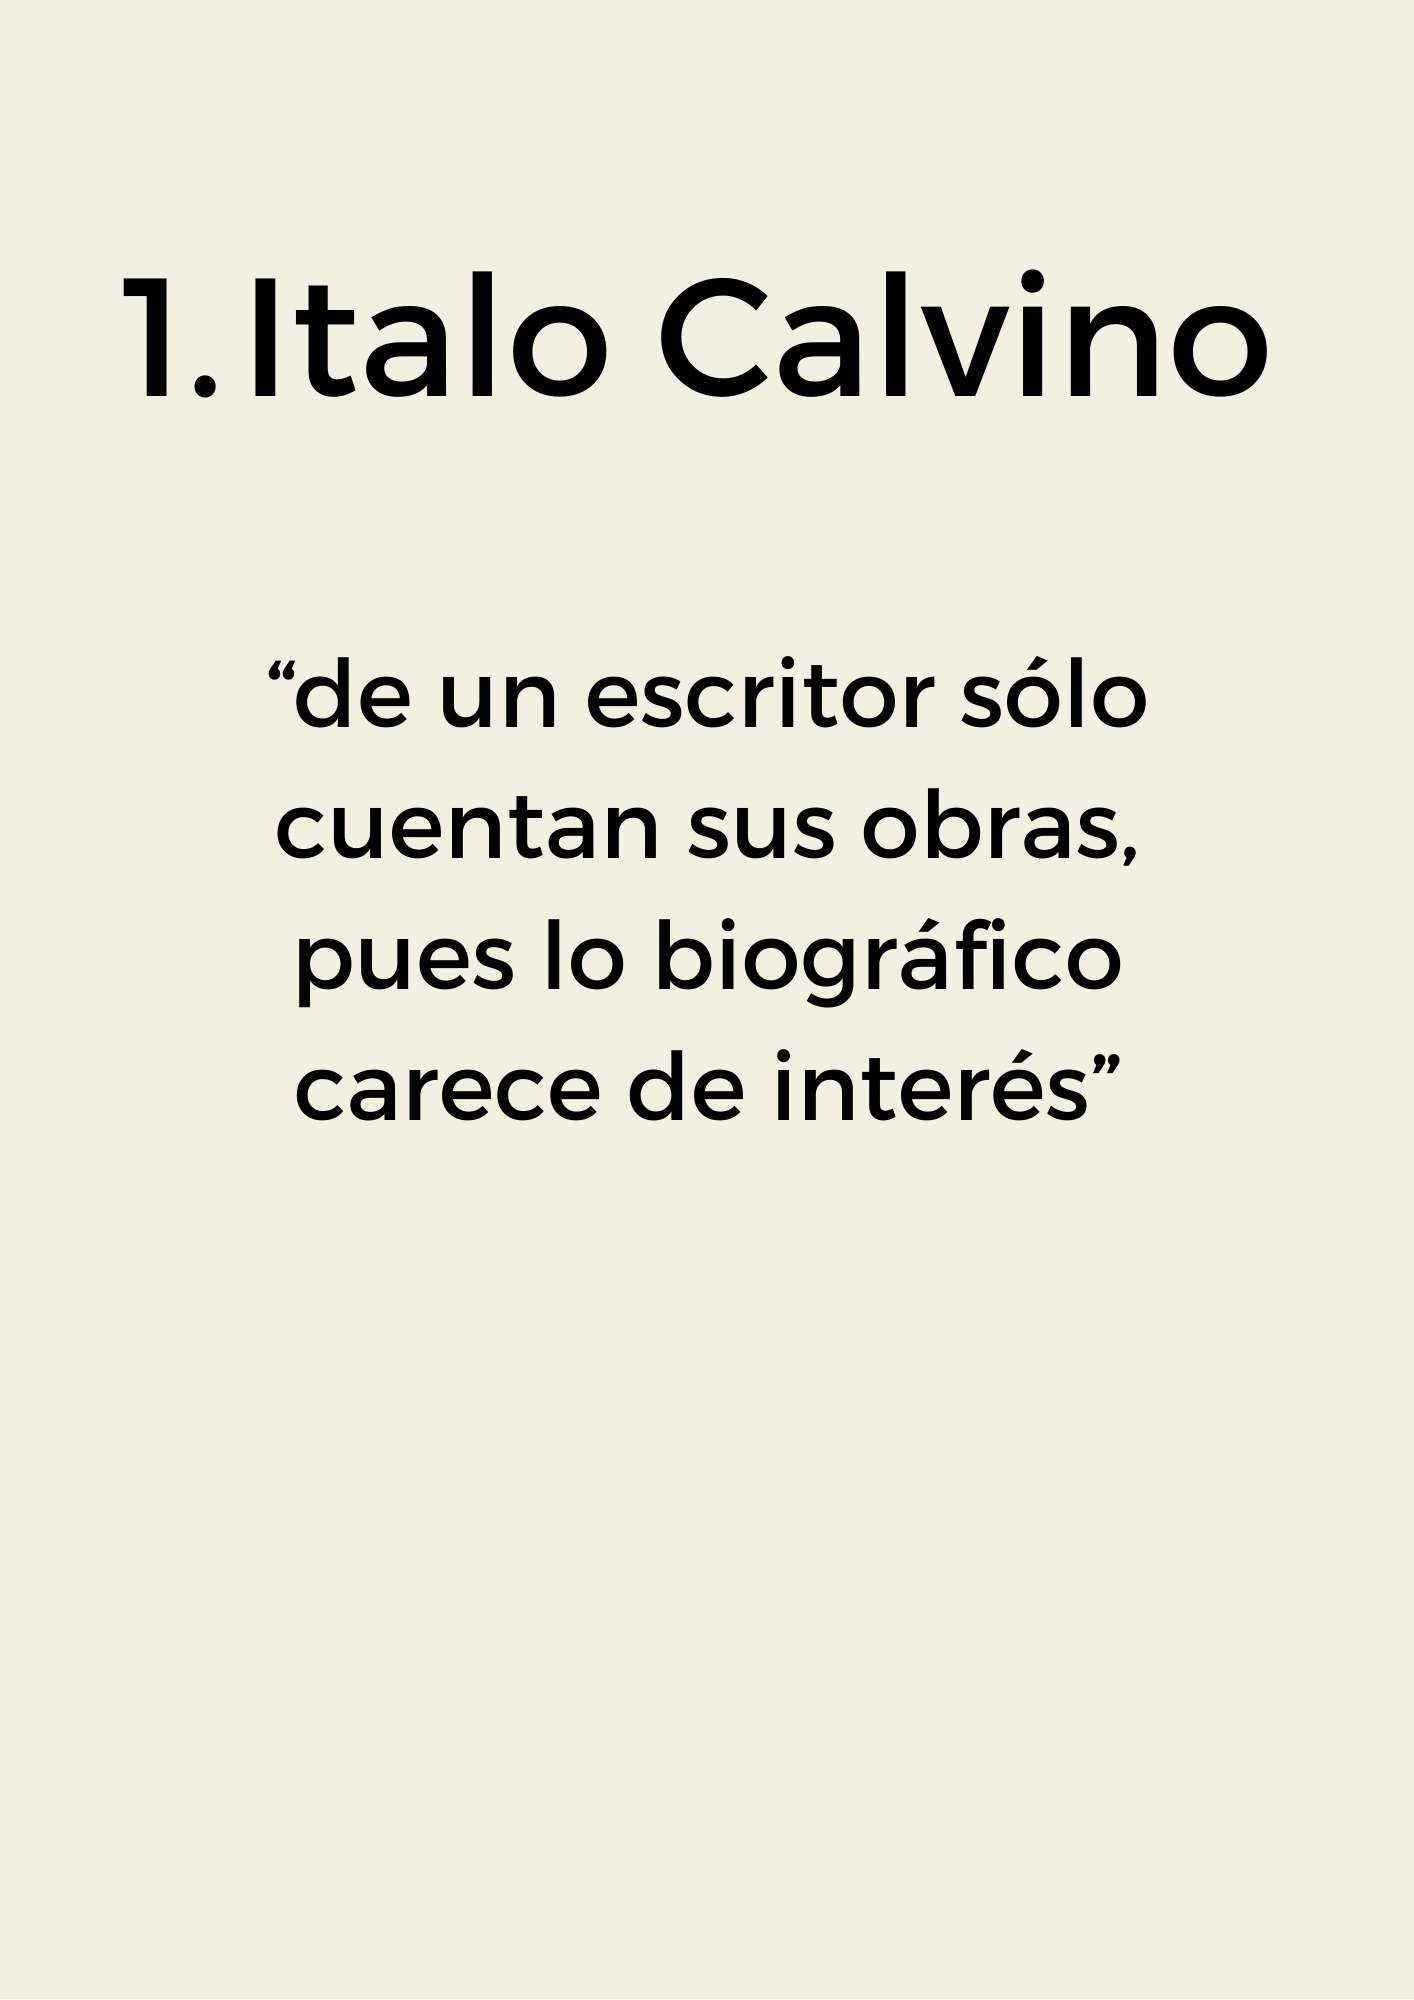 1. Italo Calvino
“de un escritor sólo
cuentan sus obras,
pues lo biográfico
carece de interés”